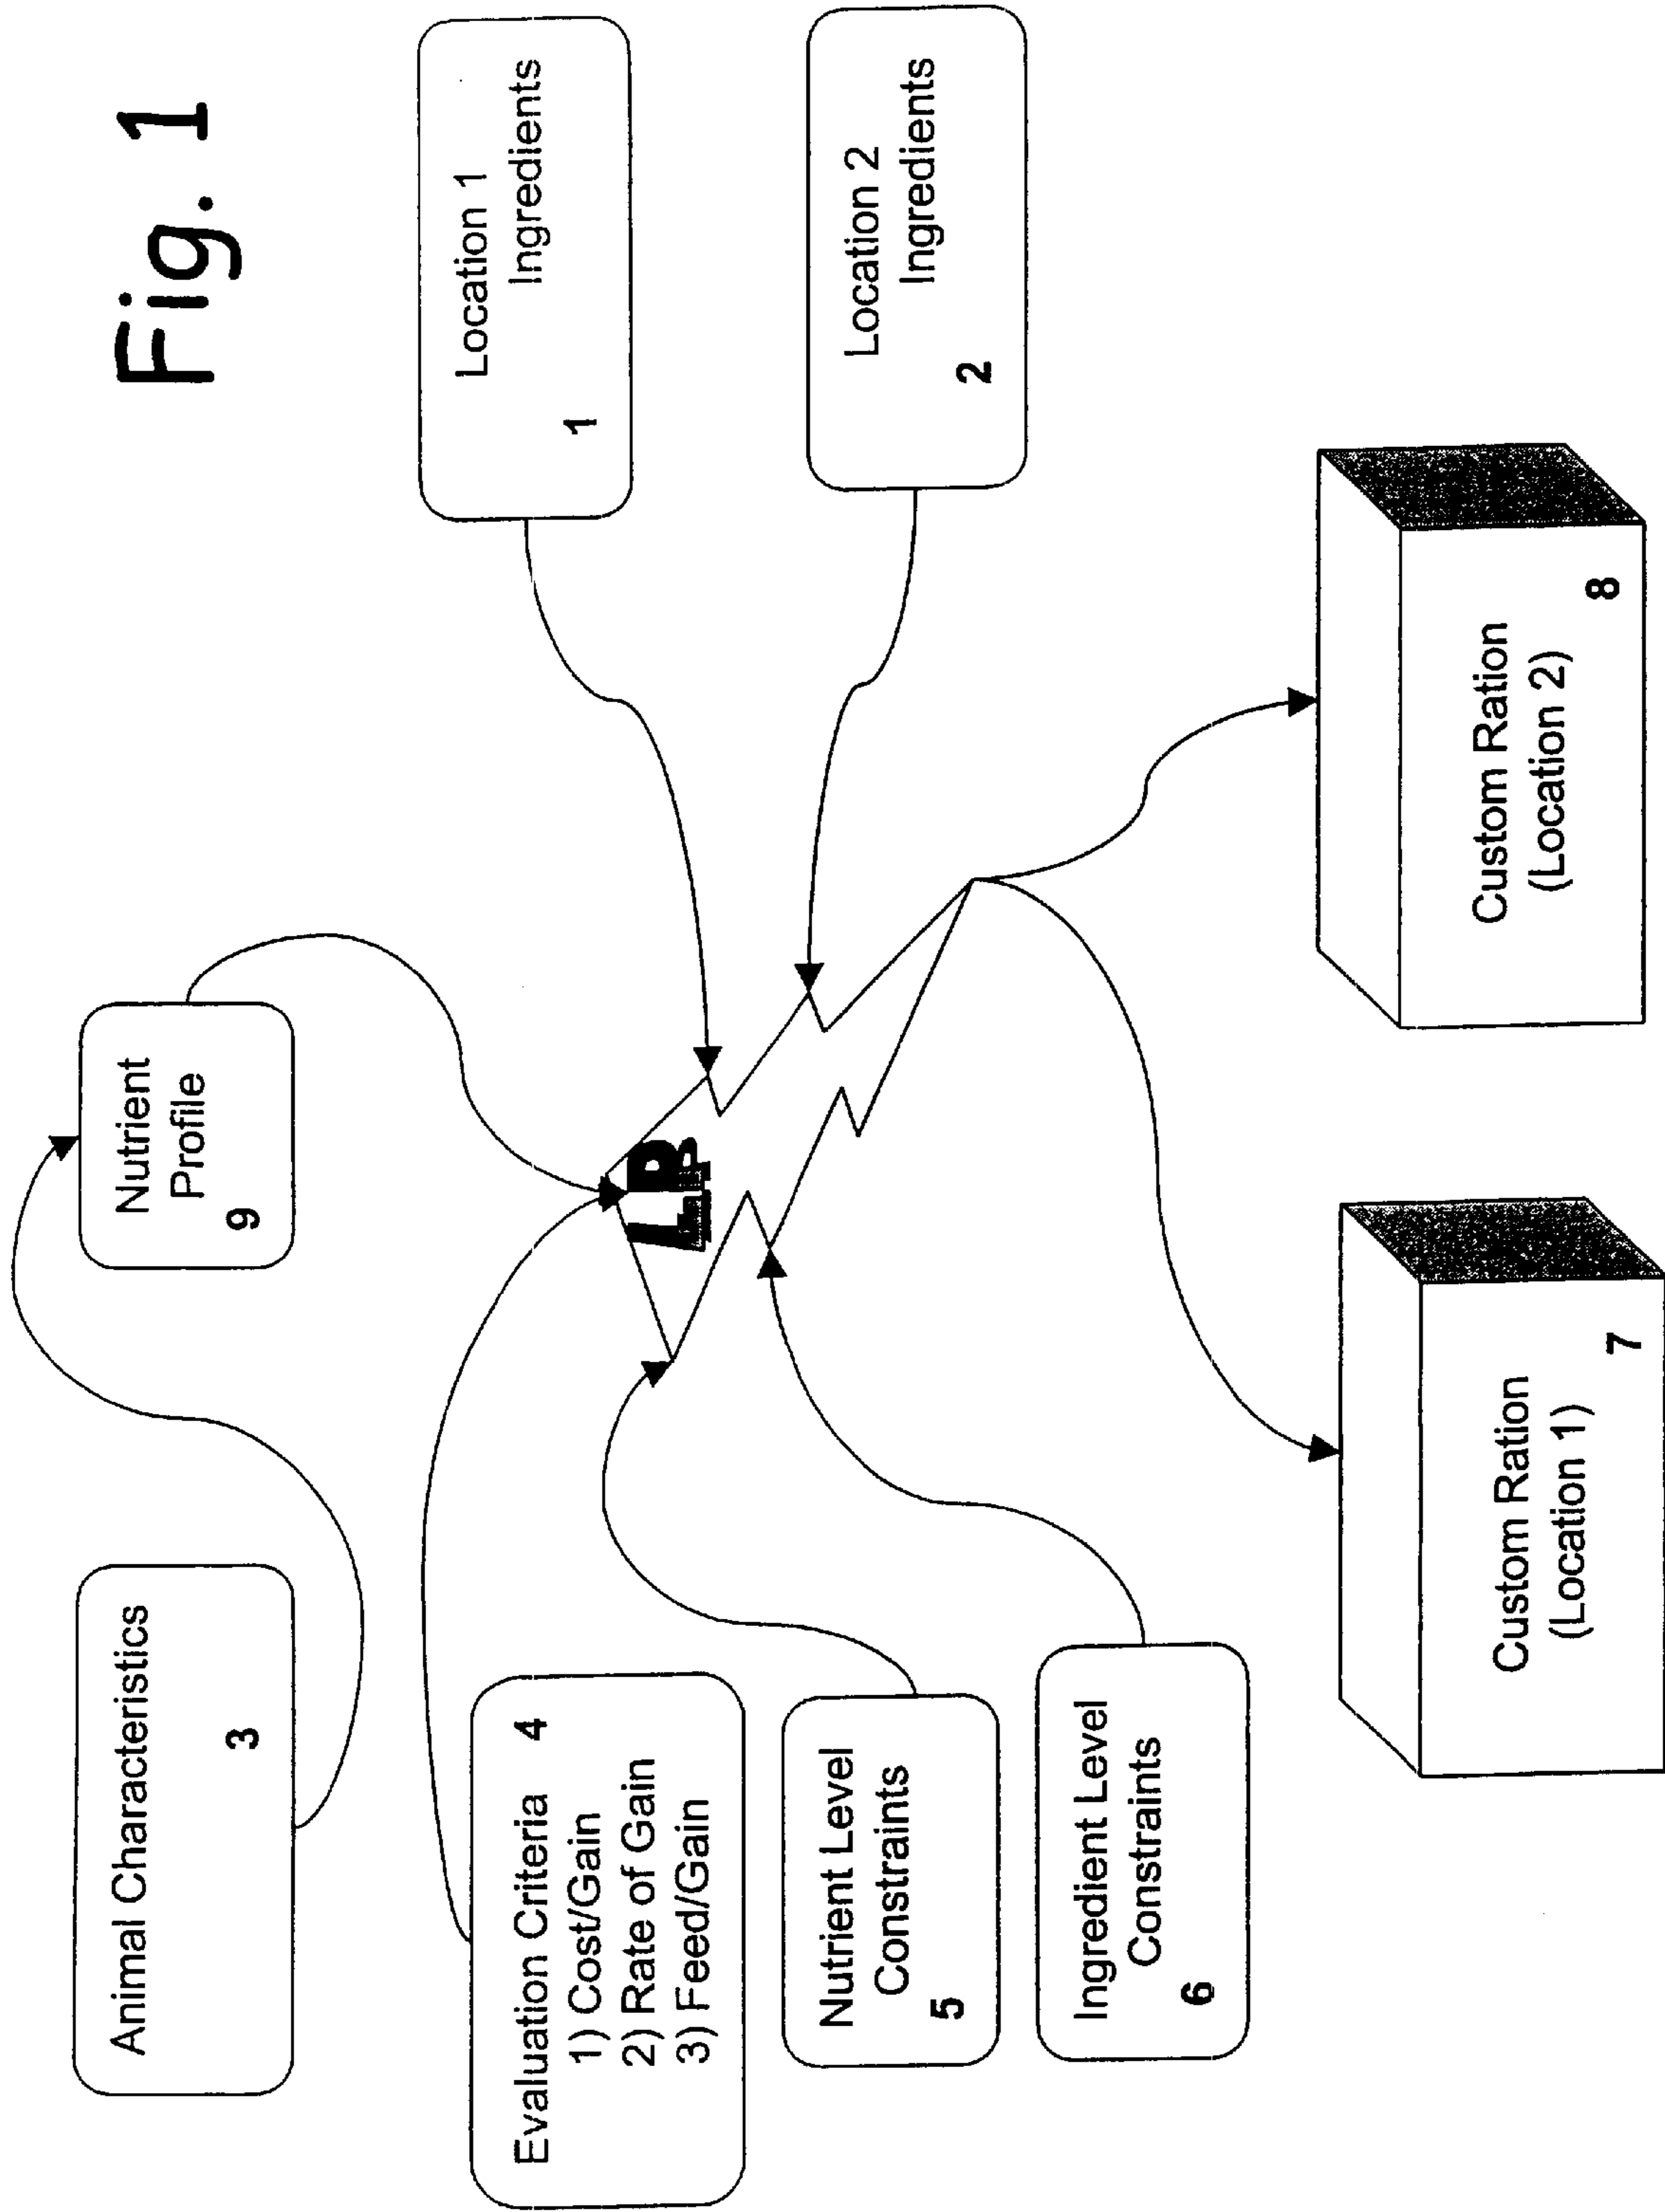 Fig. 1
Animal Characteristics
3
Nutrient
Profile
9
Evaluation Criteria 4
1) Cost/Gain
2) Rate of Gain
3) Feed/Gain
LP
Location 1
Ingredients
1
Nutrient Level
Constraints
5
Location 2
Ingredients
2
Ingredient Level
Constraints
6
Custom Ration
(Location 1)
7
Custom Ration
(Location 2)
8